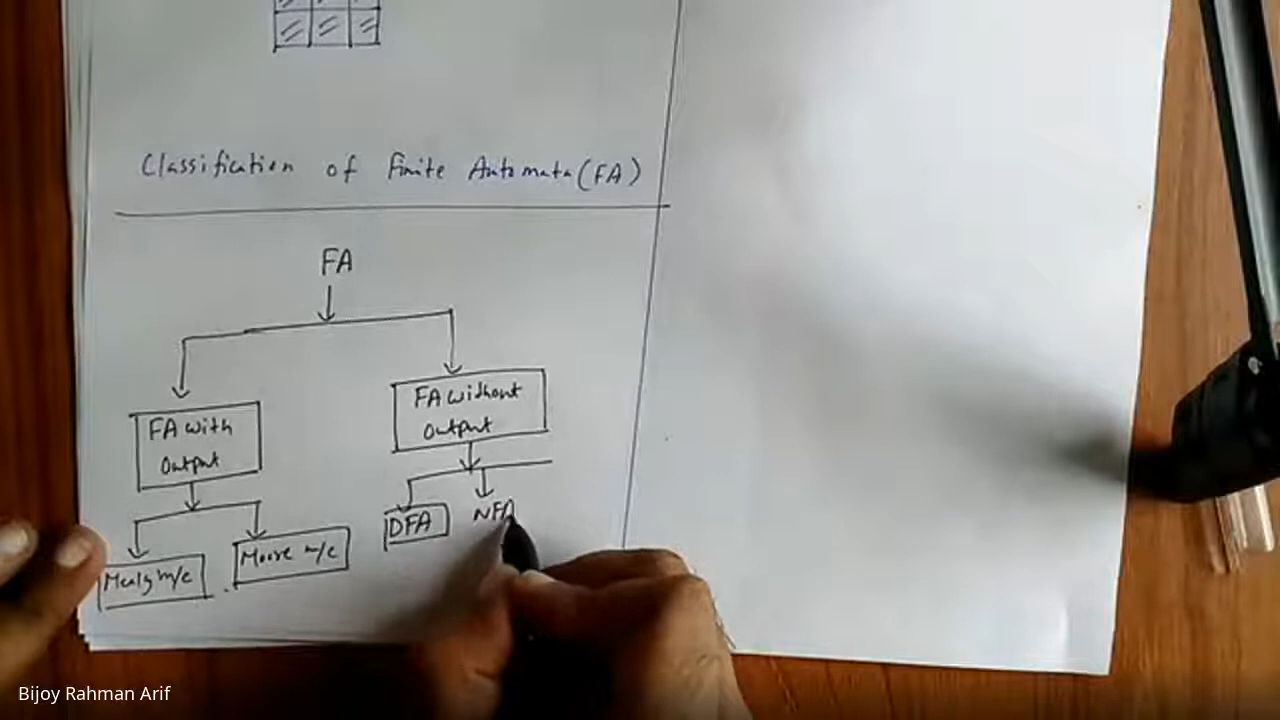 Classification of Finite Automata (FA)
FA
FA with
Output
FA without
Output
Mealy m/c
Moore m/c
DFA
NFA
Bijoy Rahman Arif